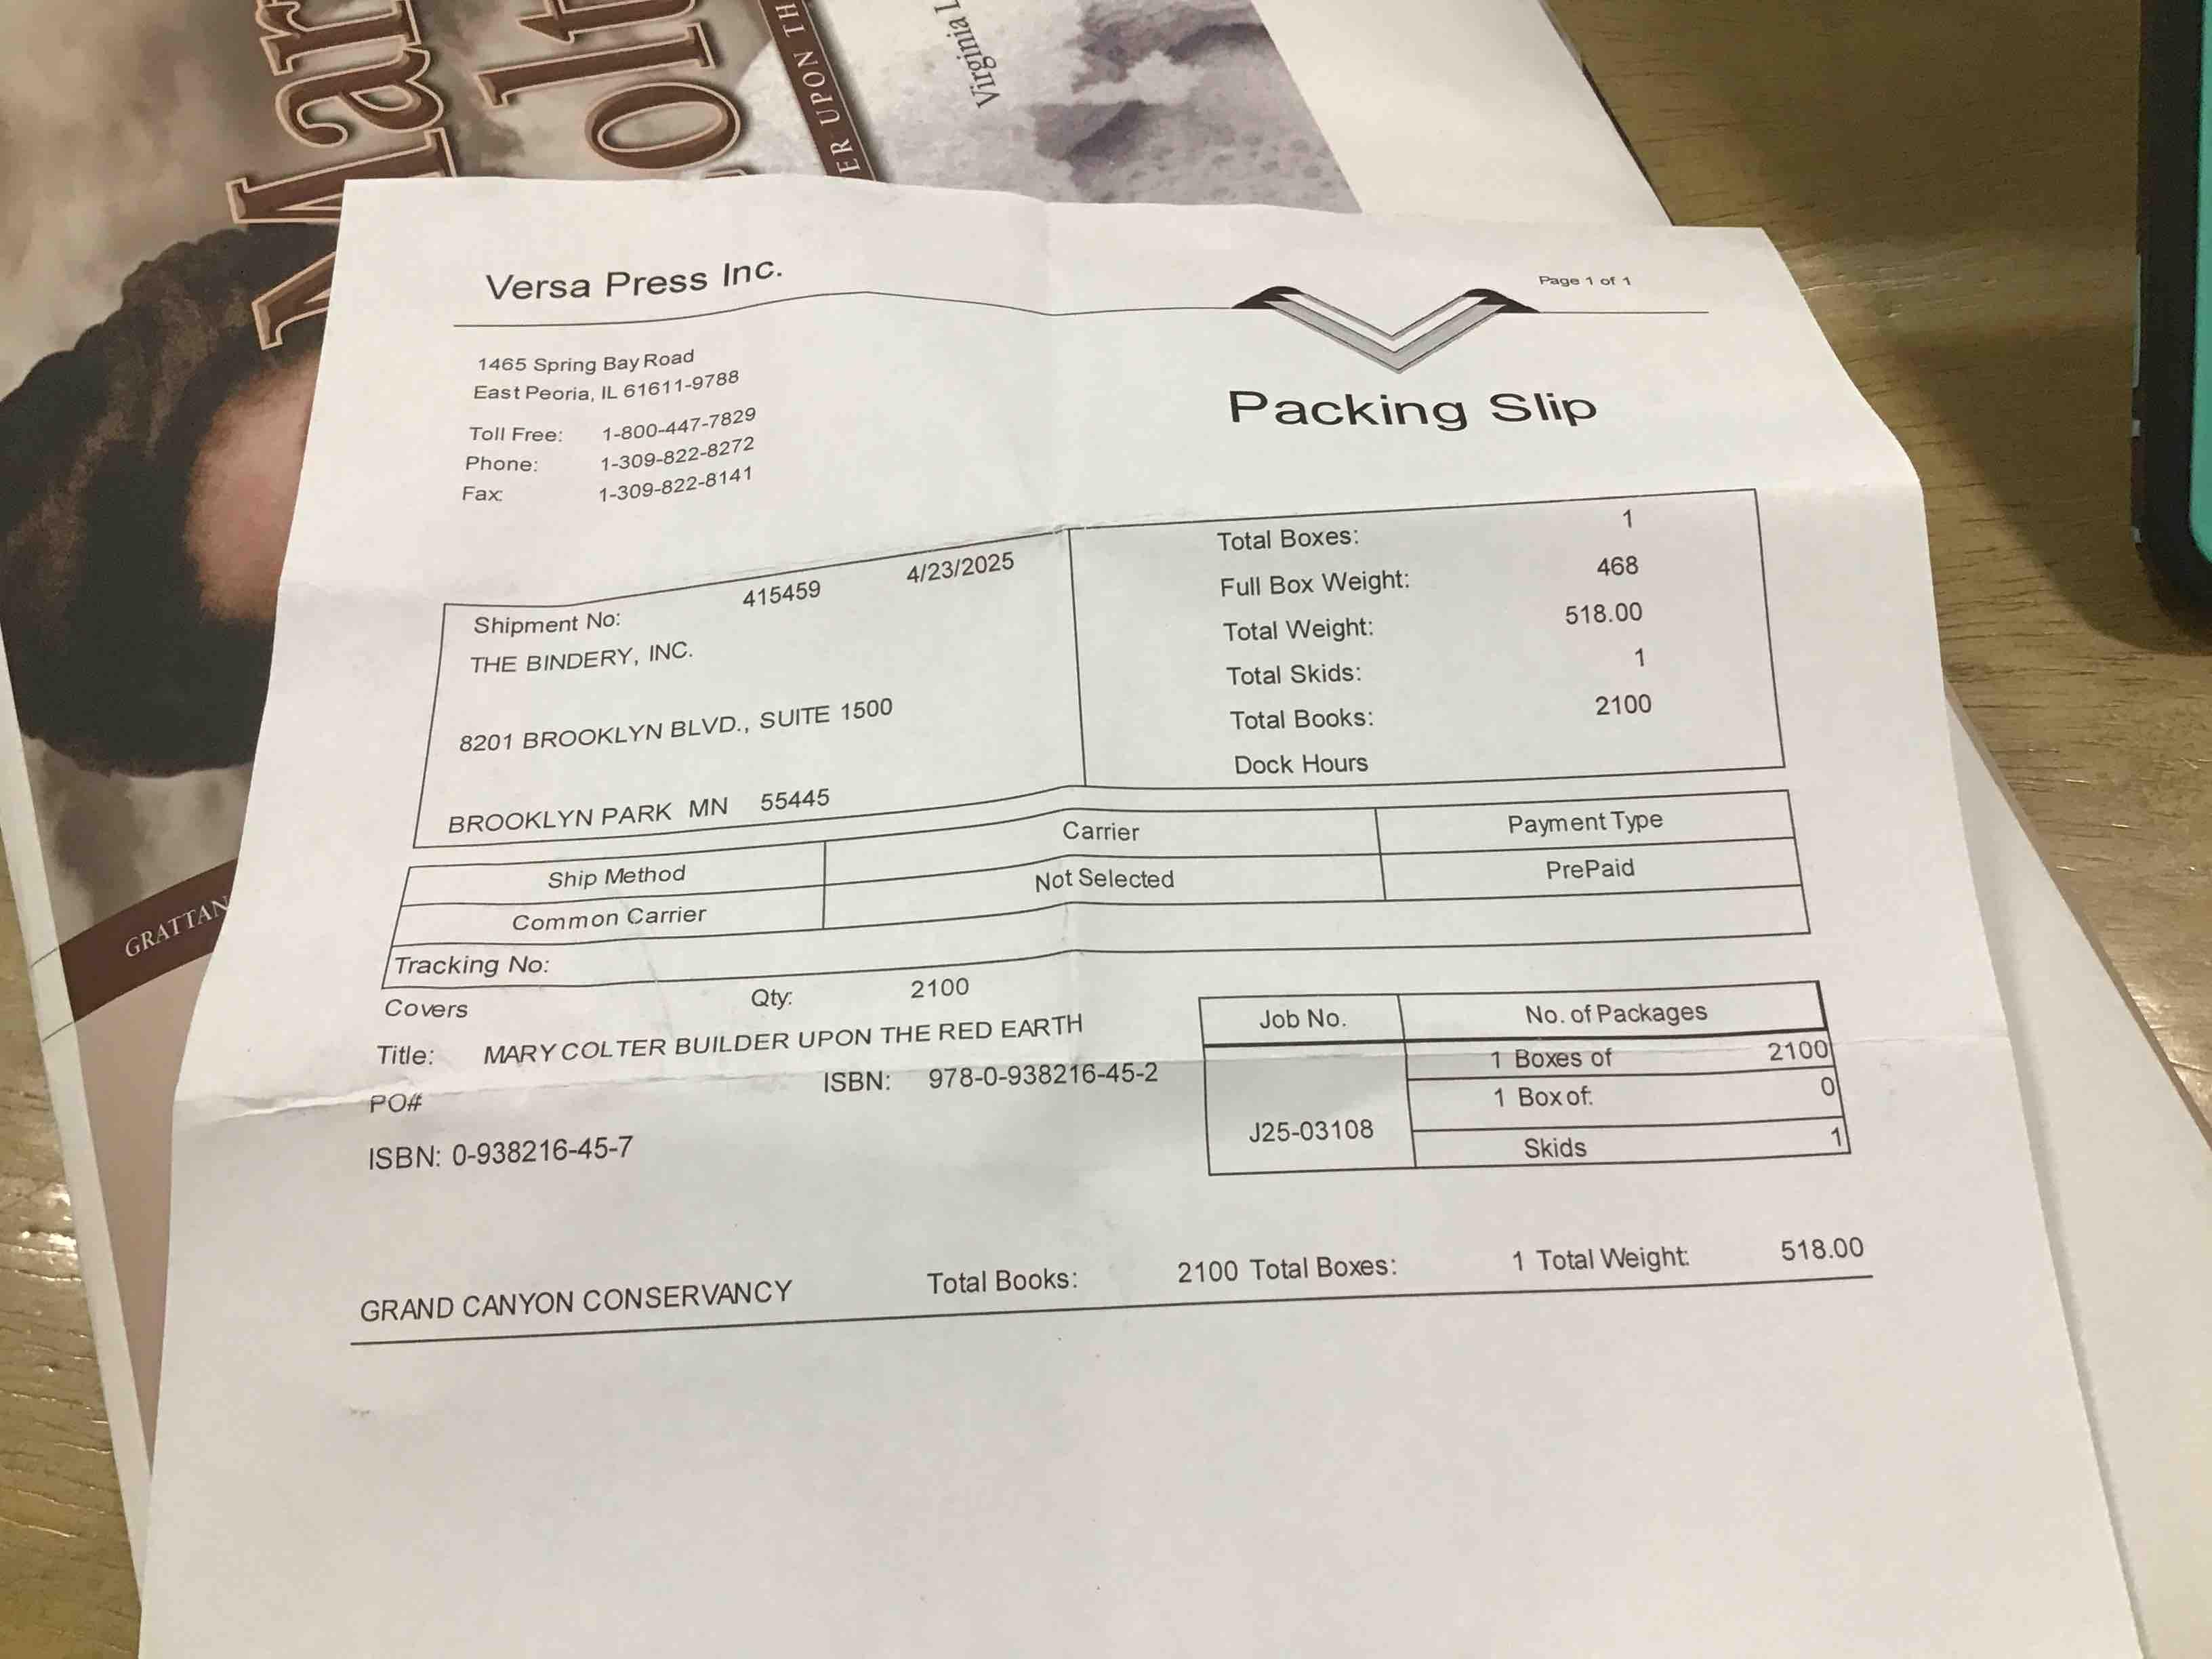 Virginia
ER UPON TH
GRATTAN
Versa Press Inc.
Page 1 of 1
1465 Spring Bay Road
East Peoria, IL 61611-9788
Toll Free: 1-800-447-7829
Phone: 1-309-822-8272
Fax: 1-309-822-8141
Packing Slip
Shipment No: 415459 4/23/2025
THE BINDERY, INC.
8201 BROOKLYN BLVD., SUITE 1500
BROOKLYN PARK MN 55445
Total Boxes: 1
Full Box Weight: 468
Total Weight: 518.00
Total Skids: 1
Total Books: 2100
Dock Hours
Ship Method Carrier Payment Type
Common Carrier Not Selected PrePaid
Tracking No:
Covers Qty: 2100
Title: MARY COLTER BUILDER UPON THE RED EARTH
PO# ISBN: 978-0-938216-45-2
ISBN: 0-938216-45-7
Job No. No. of Packages
J25-03108
1 Boxes of 2100
1 Box of: 0
Skids 1
GRAND CANYON CONSERVANCY Total Books: 2100 Total Boxes: 1 Total Weight: 518.00